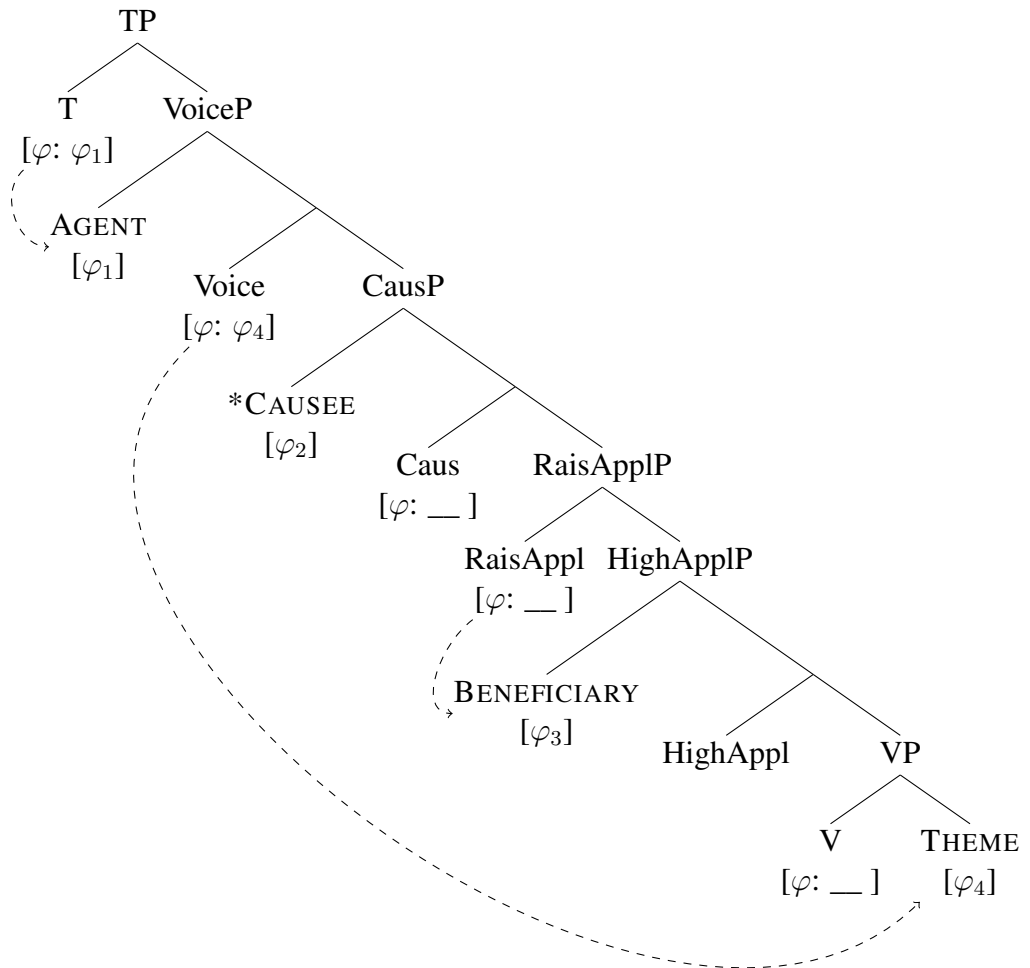 TP
T VoiceP
[φ: φ₁]
AGENT
[φ₁]
Voice CausP
[φ: φ₄]
*CAUSEE
[φ₂]
Caus RaisApplP
[φ: __ ]
RaisAppl HighApplP
[φ: __ ]
BENEFICIARY
[φ₃]
HighAppl VP
V THEME
[φ: __ ] [φ₄]